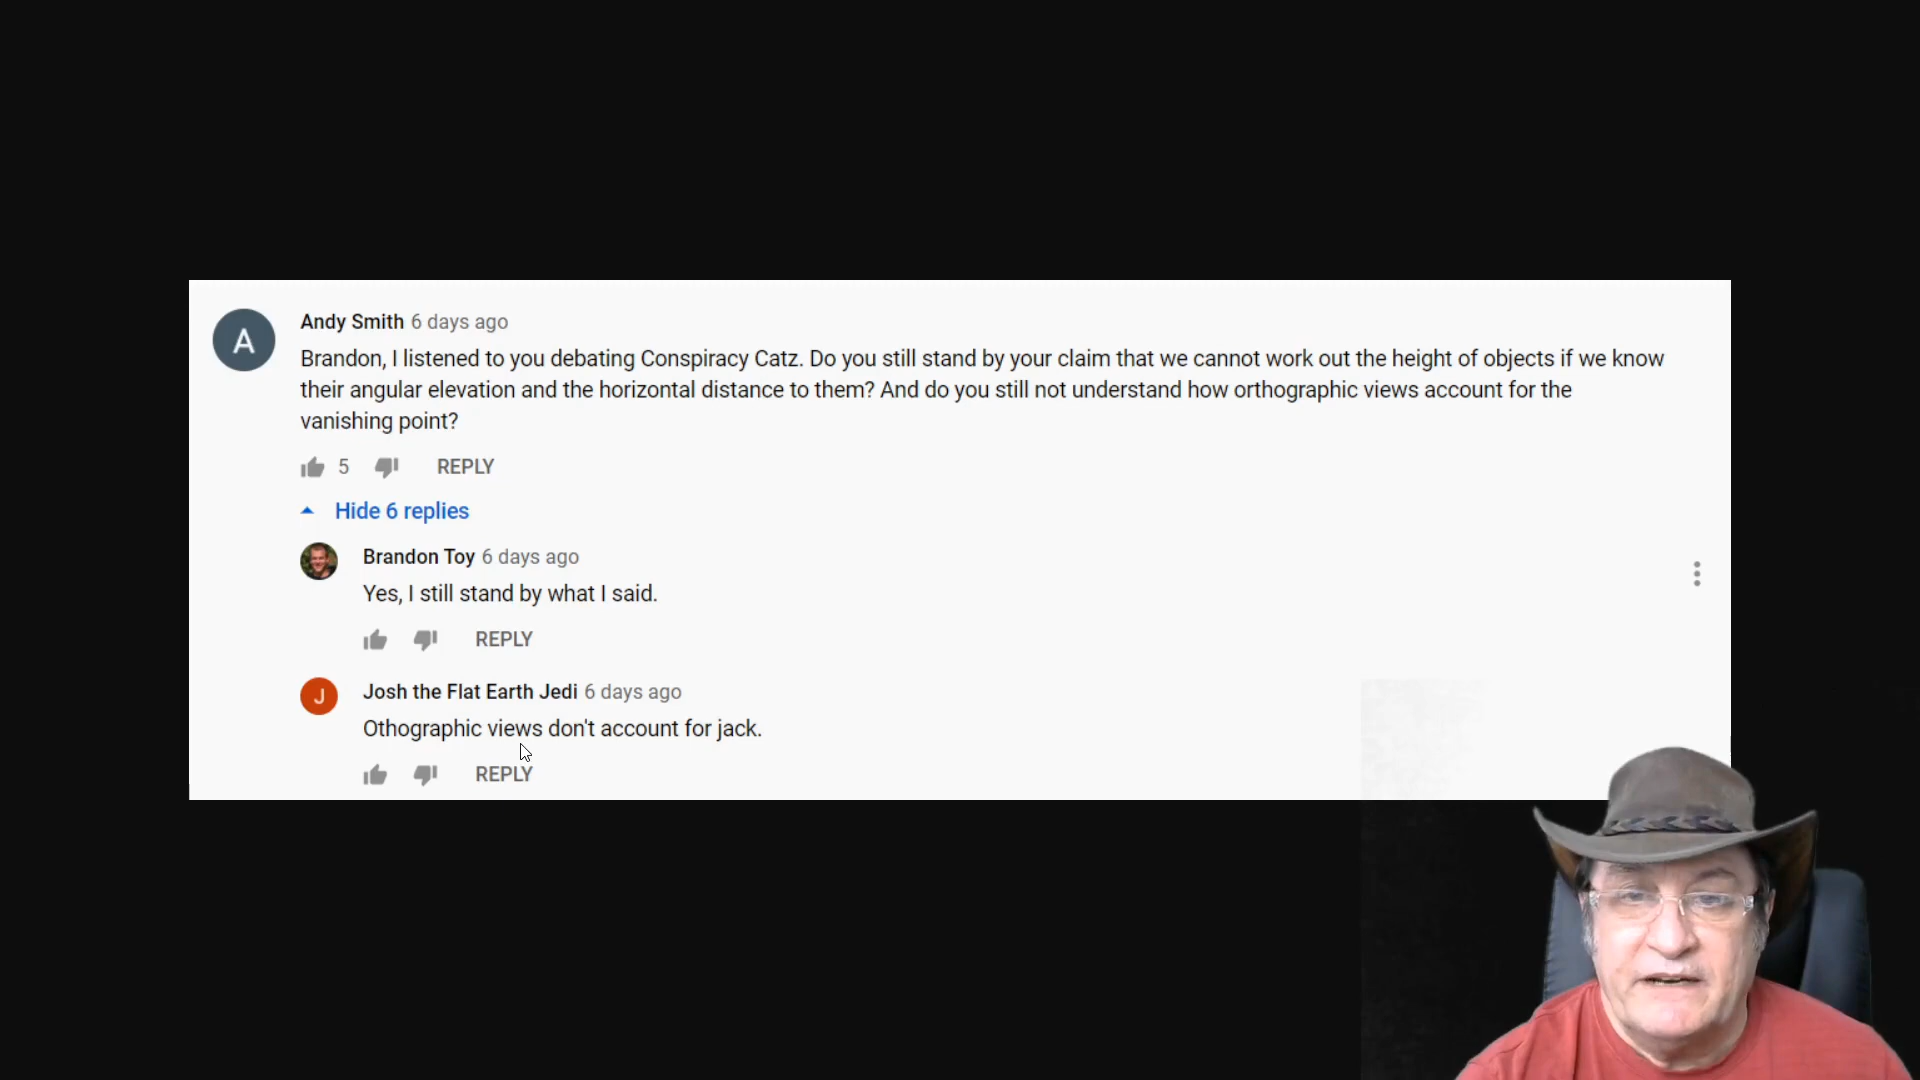 A
Andy Smith 6 days ago
Brandon, I listened to you debating Conspiracy Catz. Do you still stand by your claim that we cannot work out the height of objects if we know
their angular elevation and the horizontal distance to them? And do you still not understand how orthographic views account for the
vanishing point?
5 REPLY
Hide 6 replies
Brandon Toy 6 days ago
Yes, I still stand by what I said.
REPLY
J
Josh the Flat Earth Jedi 6 days ago
Othographic views don't account for jack.
REPLY